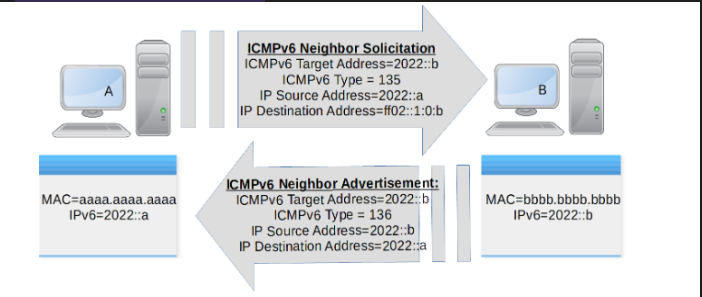 A
ICMPv6 Neighbor Solicitation
ICMPv6 Target Address=2022::b
ICMPv6 Type = 135
IP Source Address=2022::a
IP Destination Address=ff02::1:0:b
B
MAC=aaaa.aaaa.aaaa
IPv6=2022::a
ICMPv6 Neighbor Advertisement:
ICMPv6 Target Address=2022::b
ICMPv6 Type = 136
IP Source Address=2022::b
IP Destination Address=2022::a
MAC=bbbb.bbbb.bbbb
IPv6=2022::b